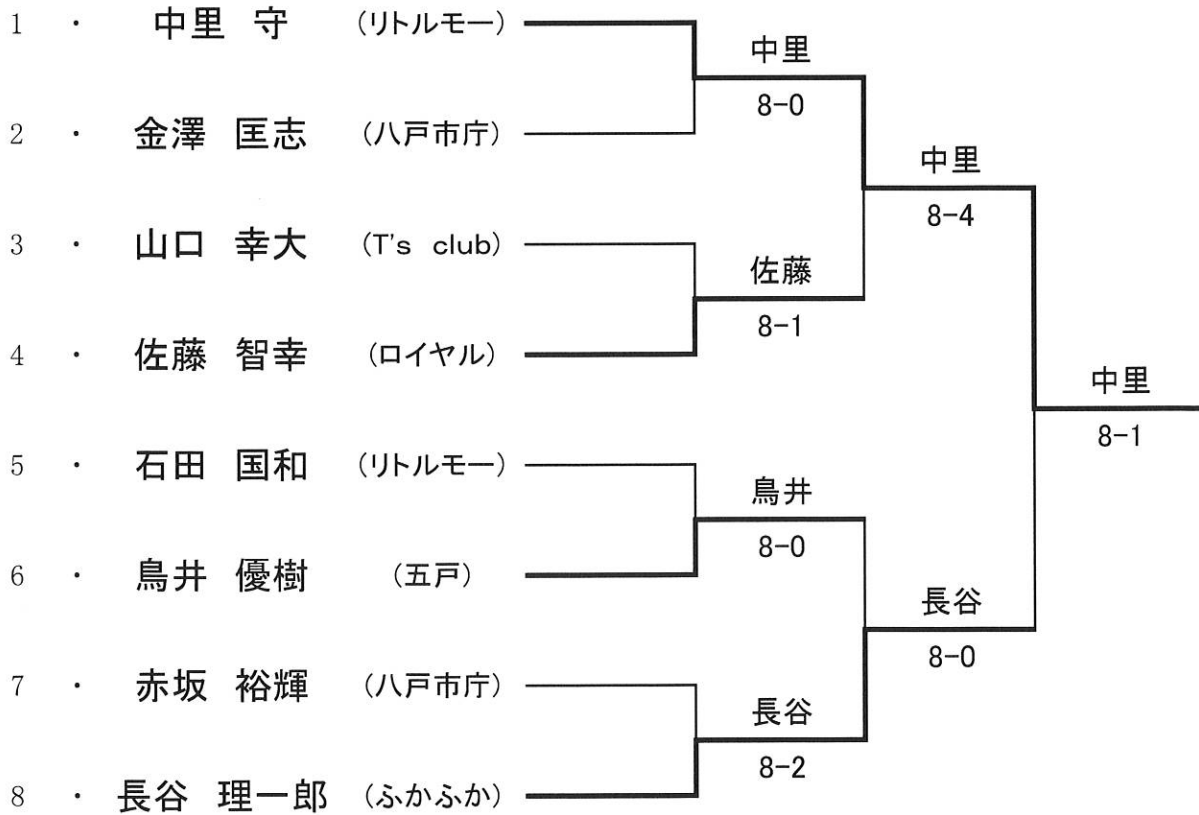 1 ・ 中里 守 (リトルモー)
中里
8-0
2 ・ 金澤 匡志 (八戸市庁)
中里
8-4
3 ・ 山口 幸大 (T's club)
佐藤
8-1
4 ・ 佐藤 智幸 (ロイヤル)
中里
8-1
5 ・ 石田 国和 (リトルモー)
鳥井
8-0
6 ・ 鳥井 優樹 (五戸)
長谷
8-0
7 ・ 赤坂 裕輝 (八戸市庁)
長谷
8-2
8 ・ 長谷 理一郎 (ふかふか)